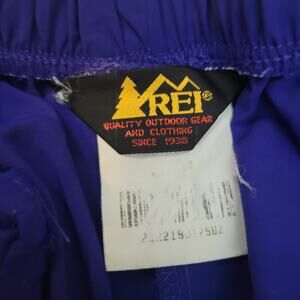 REI®
QUALITY OUTDOOR GEAR
AND CLOTHING
SINCE 1938